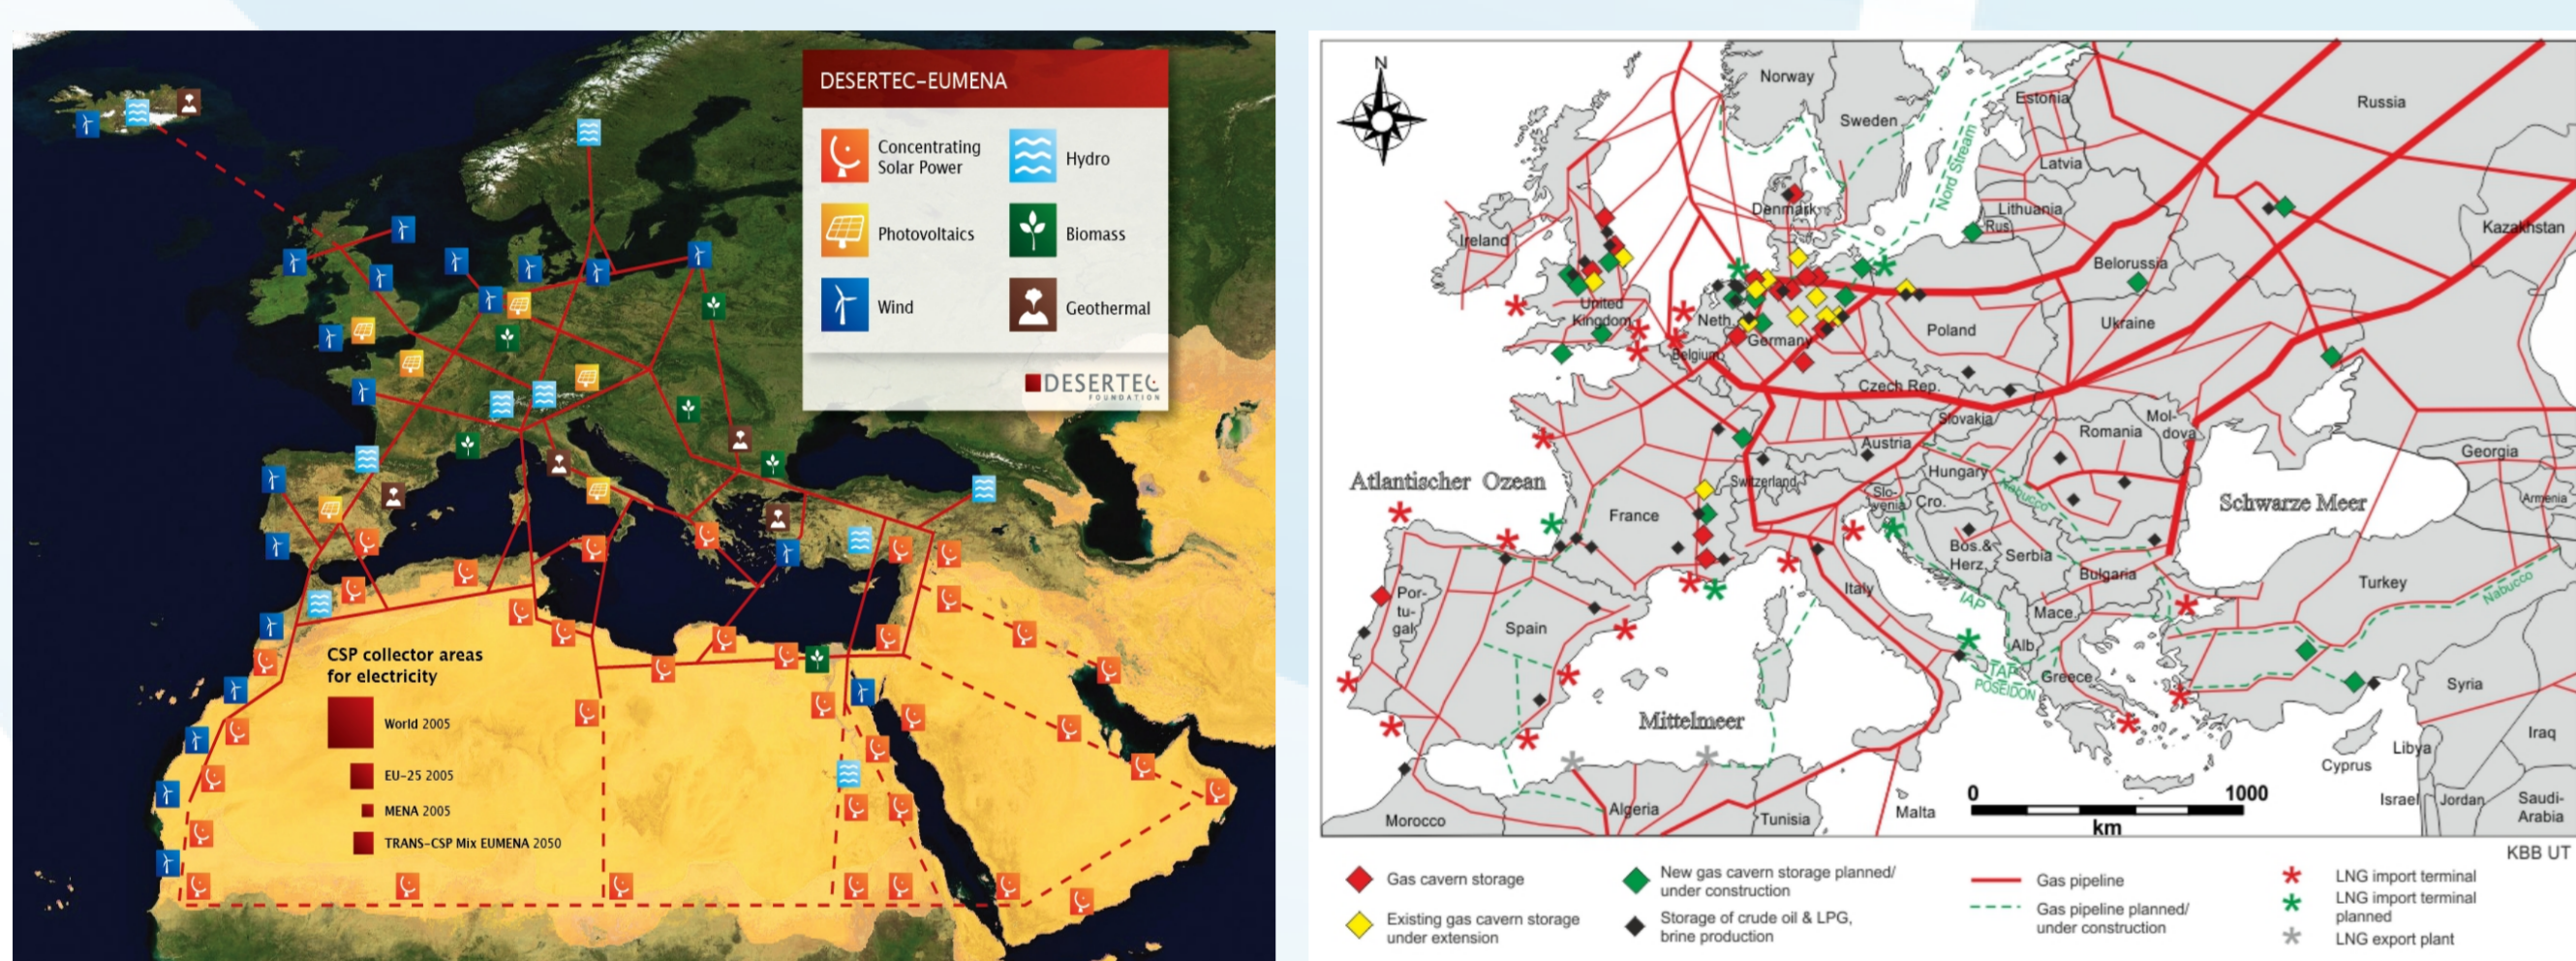 DESERTEC-EUMENA
Concentrating
Solar Power
Hydro
Photovoltaics
Biomass
Wind
Geothermal
DESERTEC
FOUNDATION
CSP collector areas
for electricity
World 2005
EU-25 2005
MENA 2005
TRANS-CSP Mix EUMENA 2050
N
Norway
Sweden
Estonia
Russia
Latvia
Nord Stream
Lithuania
Rus.
Denmark
Ireland
Kazakhstan
Belorussia
United
Kingdom
Neth.
Germany
Poland
Ukraine
Belgium
Czech Rep.
Slovakia
Mol-
dova
Romania
Austria
Georgia
Atlantischer Ozean
Switzerland
Hungary
Nabucco
Slo-
venia
Cro.
Schwarze Meer
Armenia
France
Bos.&
Herz.
Serbia
Bulgaria
Turkey
Nabucco
Italy
IAP
Mace.
Por-
tu-
gal
Spain
Alb.
TAP
POSEIDON
Greece
Syria
Mittelmeer
Iraq
Libya
Cyprus
0
1000
km
Israel
Jordan
Saudi-
Arabia
Algeria
Malta
Morocco
Tunisia
KBB UT
Gas cavern storage
New gas cavern storage planned/
under construction
Gas pipeline
LNG import terminal
Existing gas cavern storage
under extension
Storage of crude oil & LPG,
brine production
Gas pipeline planned/
under construction
LNG import terminal
planned
LNG export plant